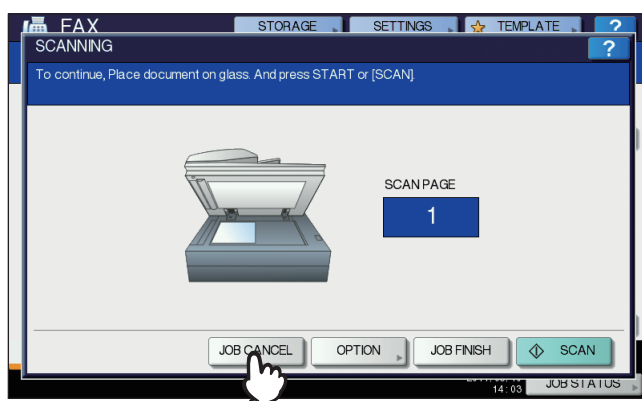 FAX
STORAGE SETTINGS TEMPLATE ?
SCANNING ?
To continue, Place document on glass. And press START or [SCAN].
SCAN PAGE
1
JOB CANCEL OPTION JOB FINISH SCAN
14:03 JOB STATUS